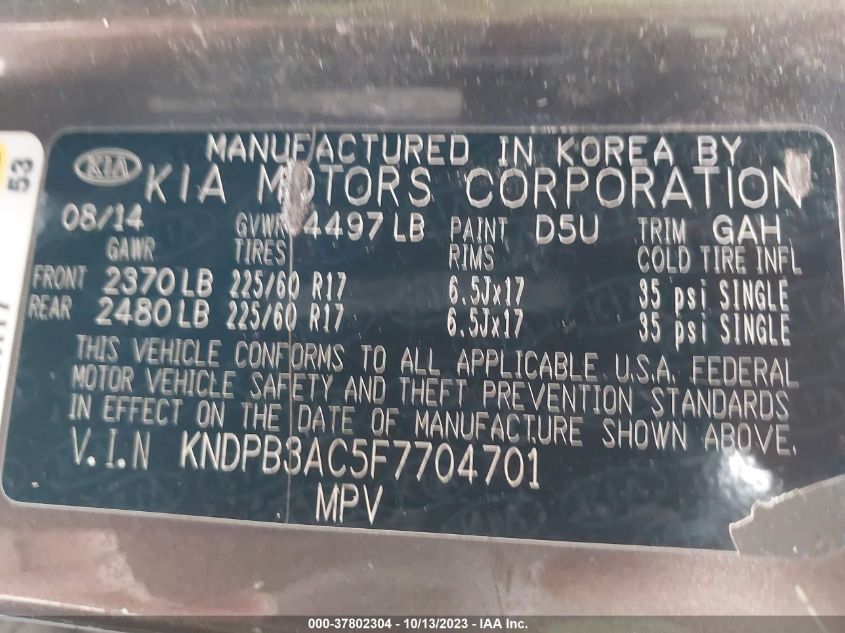 MANUFACTURED IN KOREA BY
KIA KIA MOTORS CORPORATION
08/14 GVWR 4497 LB PAINT D5U TRIM GAH
GAWR TIRES RIMS COLD TIRE INFL
FRONT 2370 LB 225/60 R17 6.5Jx17 35 psi SINGLE
REAR 2480 LB 225/60 R17 6.5Jx17 35 psi SINGLE
THIS VEHICLE CONFORMS TO ALL APPLICABLE U.S.A. FEDERAL
MOTOR VEHICLE SAFETY AND THEFT PREVENTION STANDARDS
IN EFFECT ON THE DATE OF MANUFACTURE SHOWN ABOVE.
V.I.N KNDPB3AC5F7704701
MPV
53
000-37802304 - 10/13/2023 - IAA Inc.